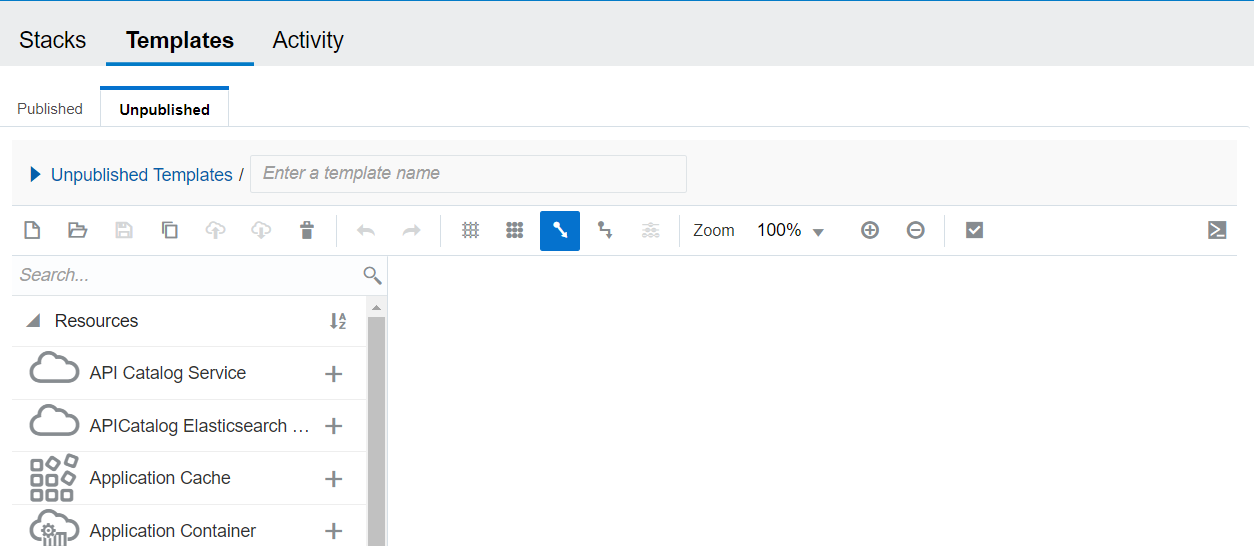 Stacks Templates Activity
Published Unpublished
Unpublished Templates / Enter a template name
Zoom 100%
Search...
Resources
API Catalog Service
APICatalog Elasticsearch ...
Application Cache
Application Container